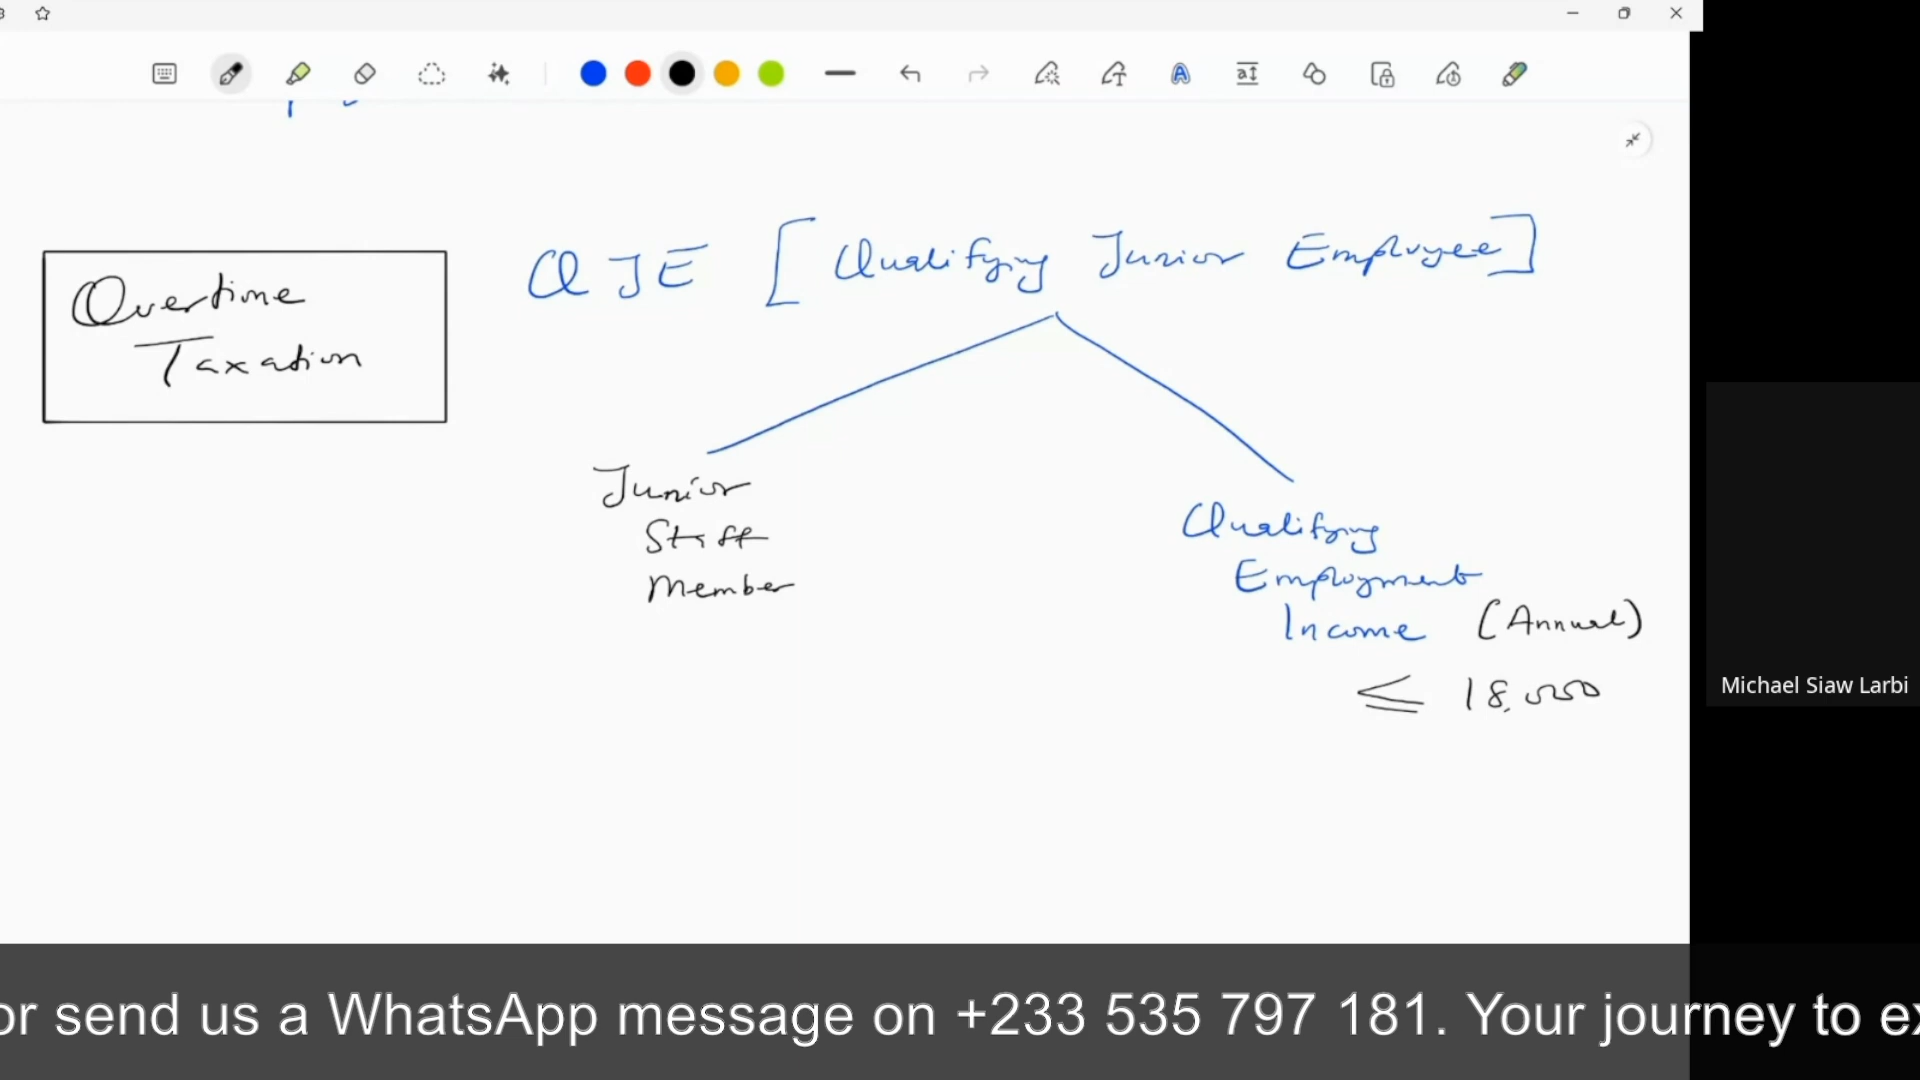 Overtime
Taxation
QJE [Qualifying Junior Employee]
Junior
Staff
Member
Qualifying
Employment
Income (Annual)
≤ 18,000
Michael Siaw Larbi
or send us a WhatsApp message on +233 535 797 181. Your journey to ex